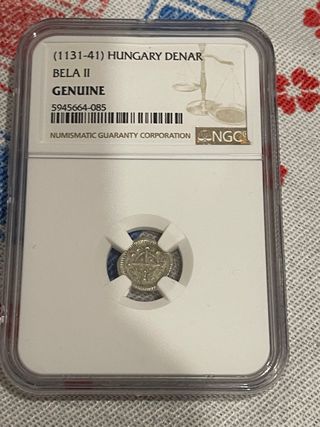 (1131-41) HUNGARY DENAR
BELA II
GENUINE
5945664-085
NUMISMATIC GUARANTY CORPORATION
NGC